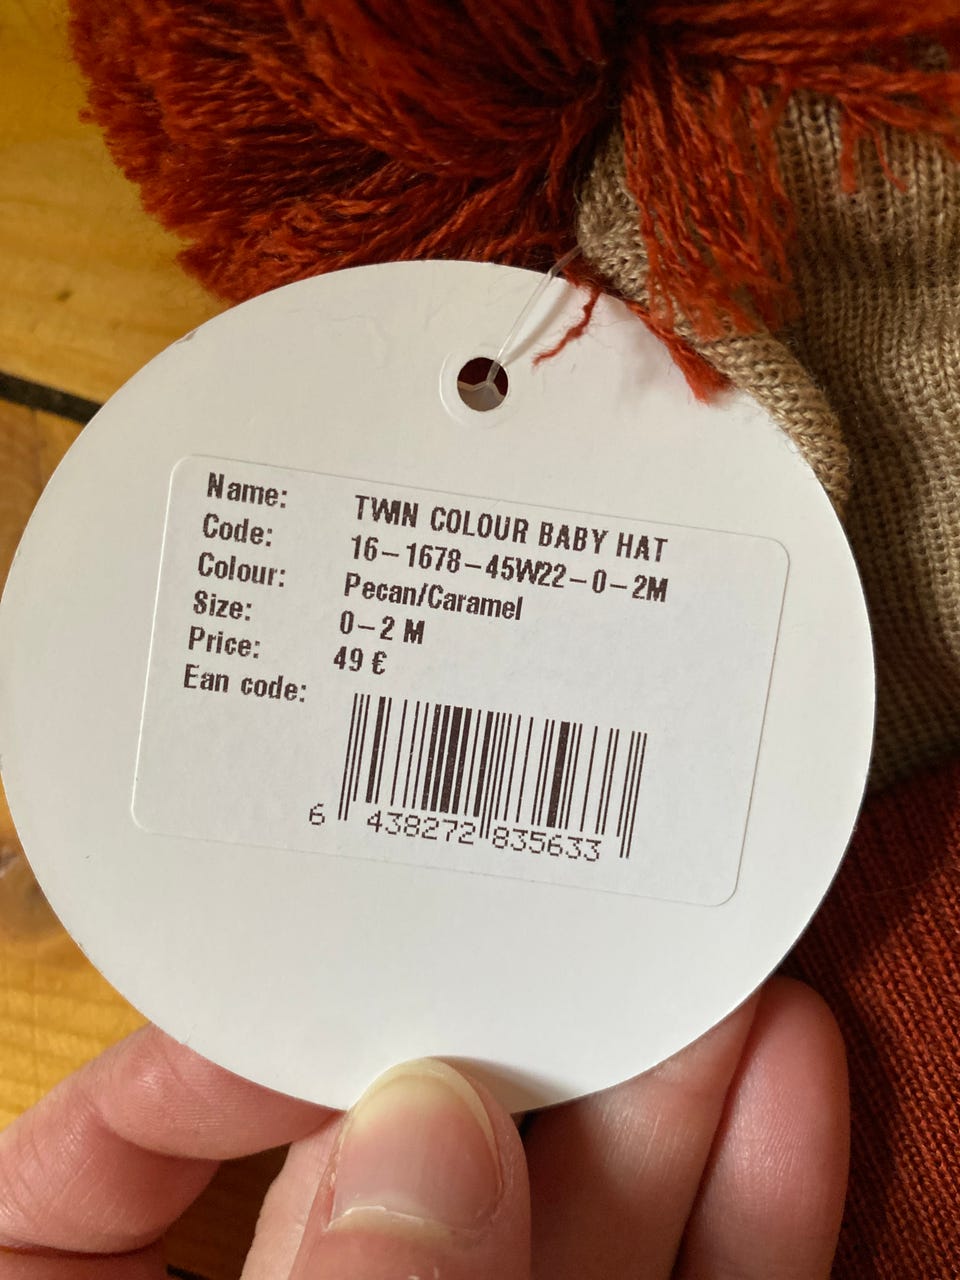 Name: TWIN COLOUR BABY HAT
Code: 16-1678-45W22-0-2M
Colour: Pecan/Caramel
Size: 0-2 M
Price: 49 €
Ean code:
6 438272 835633